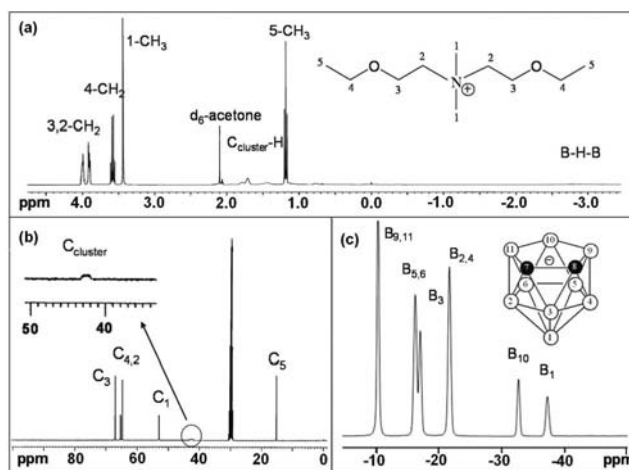 (a)
1-CH3
5-CH3
4-CH2
3,2-CH2
d6-acetone
Ccluster-H
B-H-B
5 4 O 3 2 1 N ⊕ 1 2 3 O 4 5
ppm 4.0 3.0 2.0 1.0 0.0 -1.0 -2.0 -3.0
(b)
Ccluster
50 40
C3
C4,2
C1
C5
ppm 80 60 40 20 0
(c)
B9,11
B5,6
B3
B2,4
B10
B1
10
11 ⊖ 9
7 8
6 5
2 3 4
1
-10 -20 -30 -40 ppm